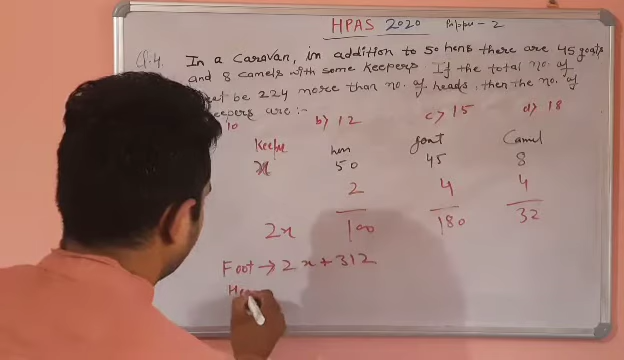 HPAS 2020 Paper - 2
Q.4. In a Caravan, in addition to 50 hens there are 45 goats
and 8 camels with some keepers If the total no. of
be 224 more than no. of heads, then the no. of
keepers are :-
10 b) 12 c) 15 d) 18
Keeper hen goat Camel
x 50 45 8
2 4 4
2x 100 180 32
Foot → 2x + 312